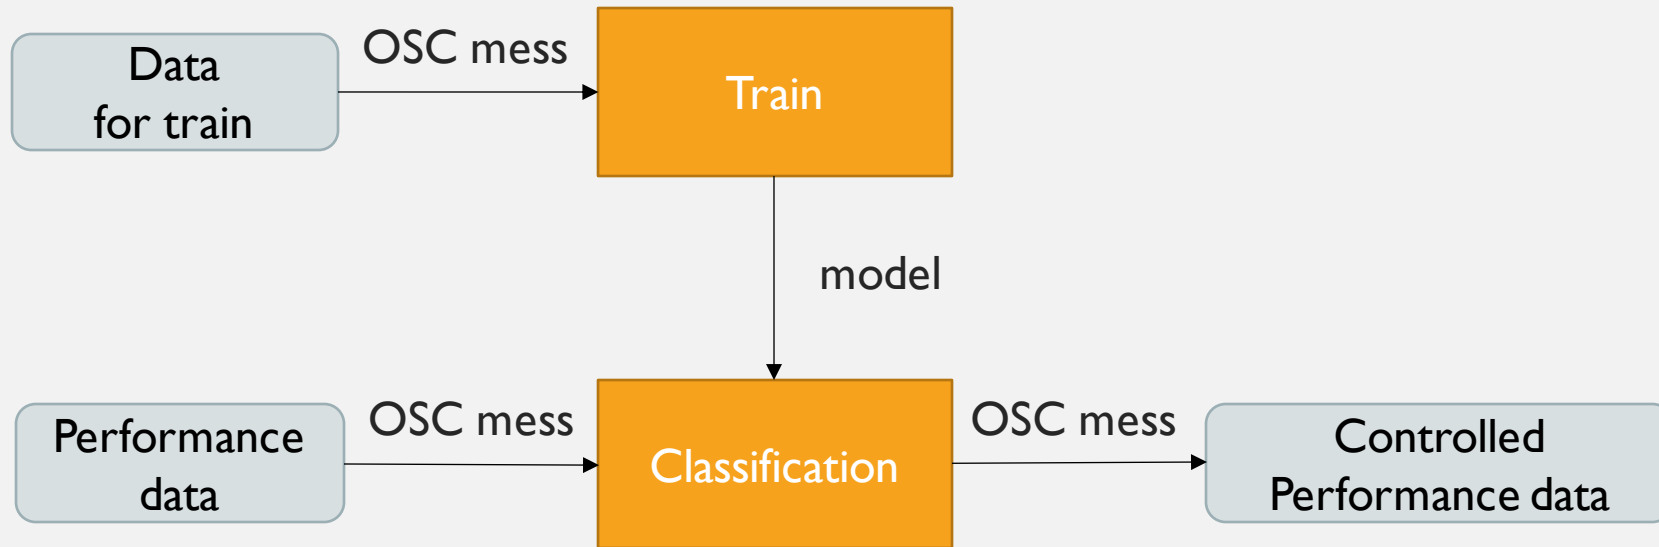 Data
for train
OSC mess
Train
model
Performance
data
OSC mess
Classification
OSC mess
Controlled
Performance data